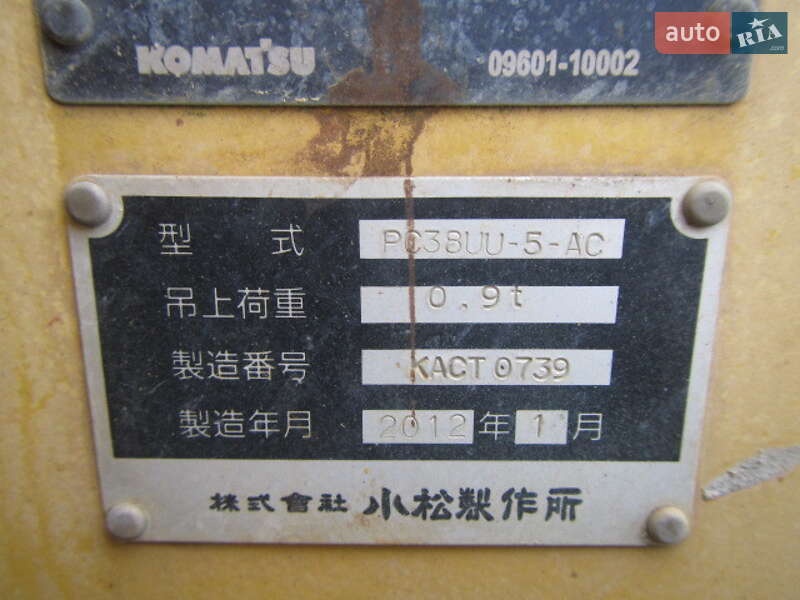 auto RIA .com
KOMATSU 09601-10002
型 式 PC38UU-5-AC
吊上荷重 0.9t
製造番号 KACT0739
製造年月 2012年1月
株式會社 小松製作所